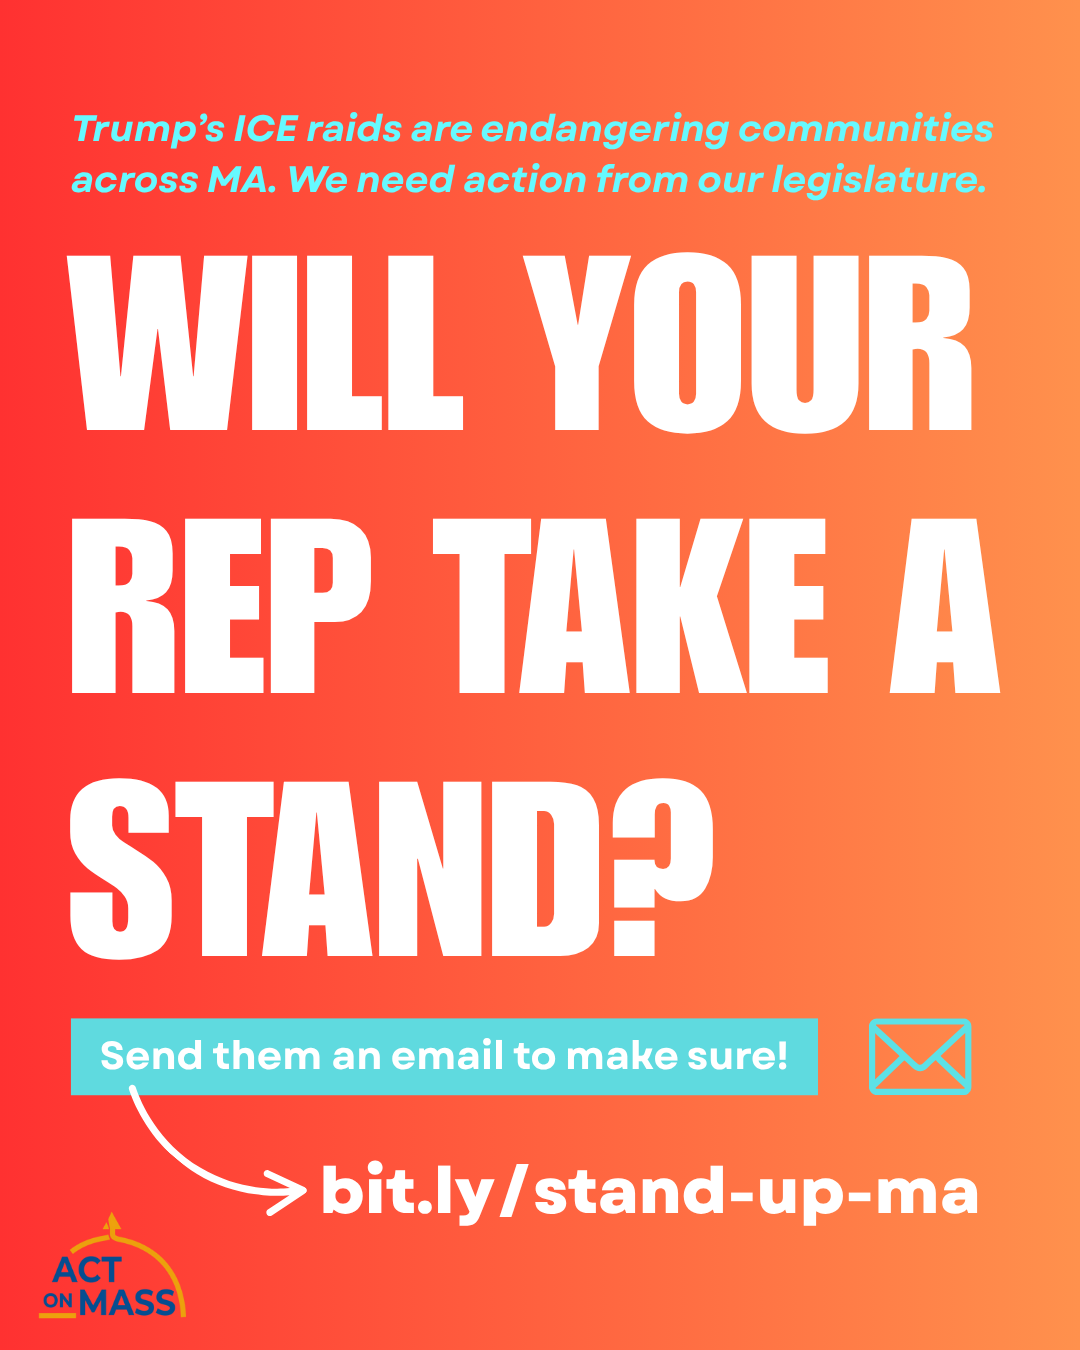 Trump’s ICE raids are endangering communities
across MA. We need action from our legislature.
WILL YOUR
REP TAKE A
STAND?
Send them an email to make sure!
bit.ly/stand-up-ma
ACT
ON MASS